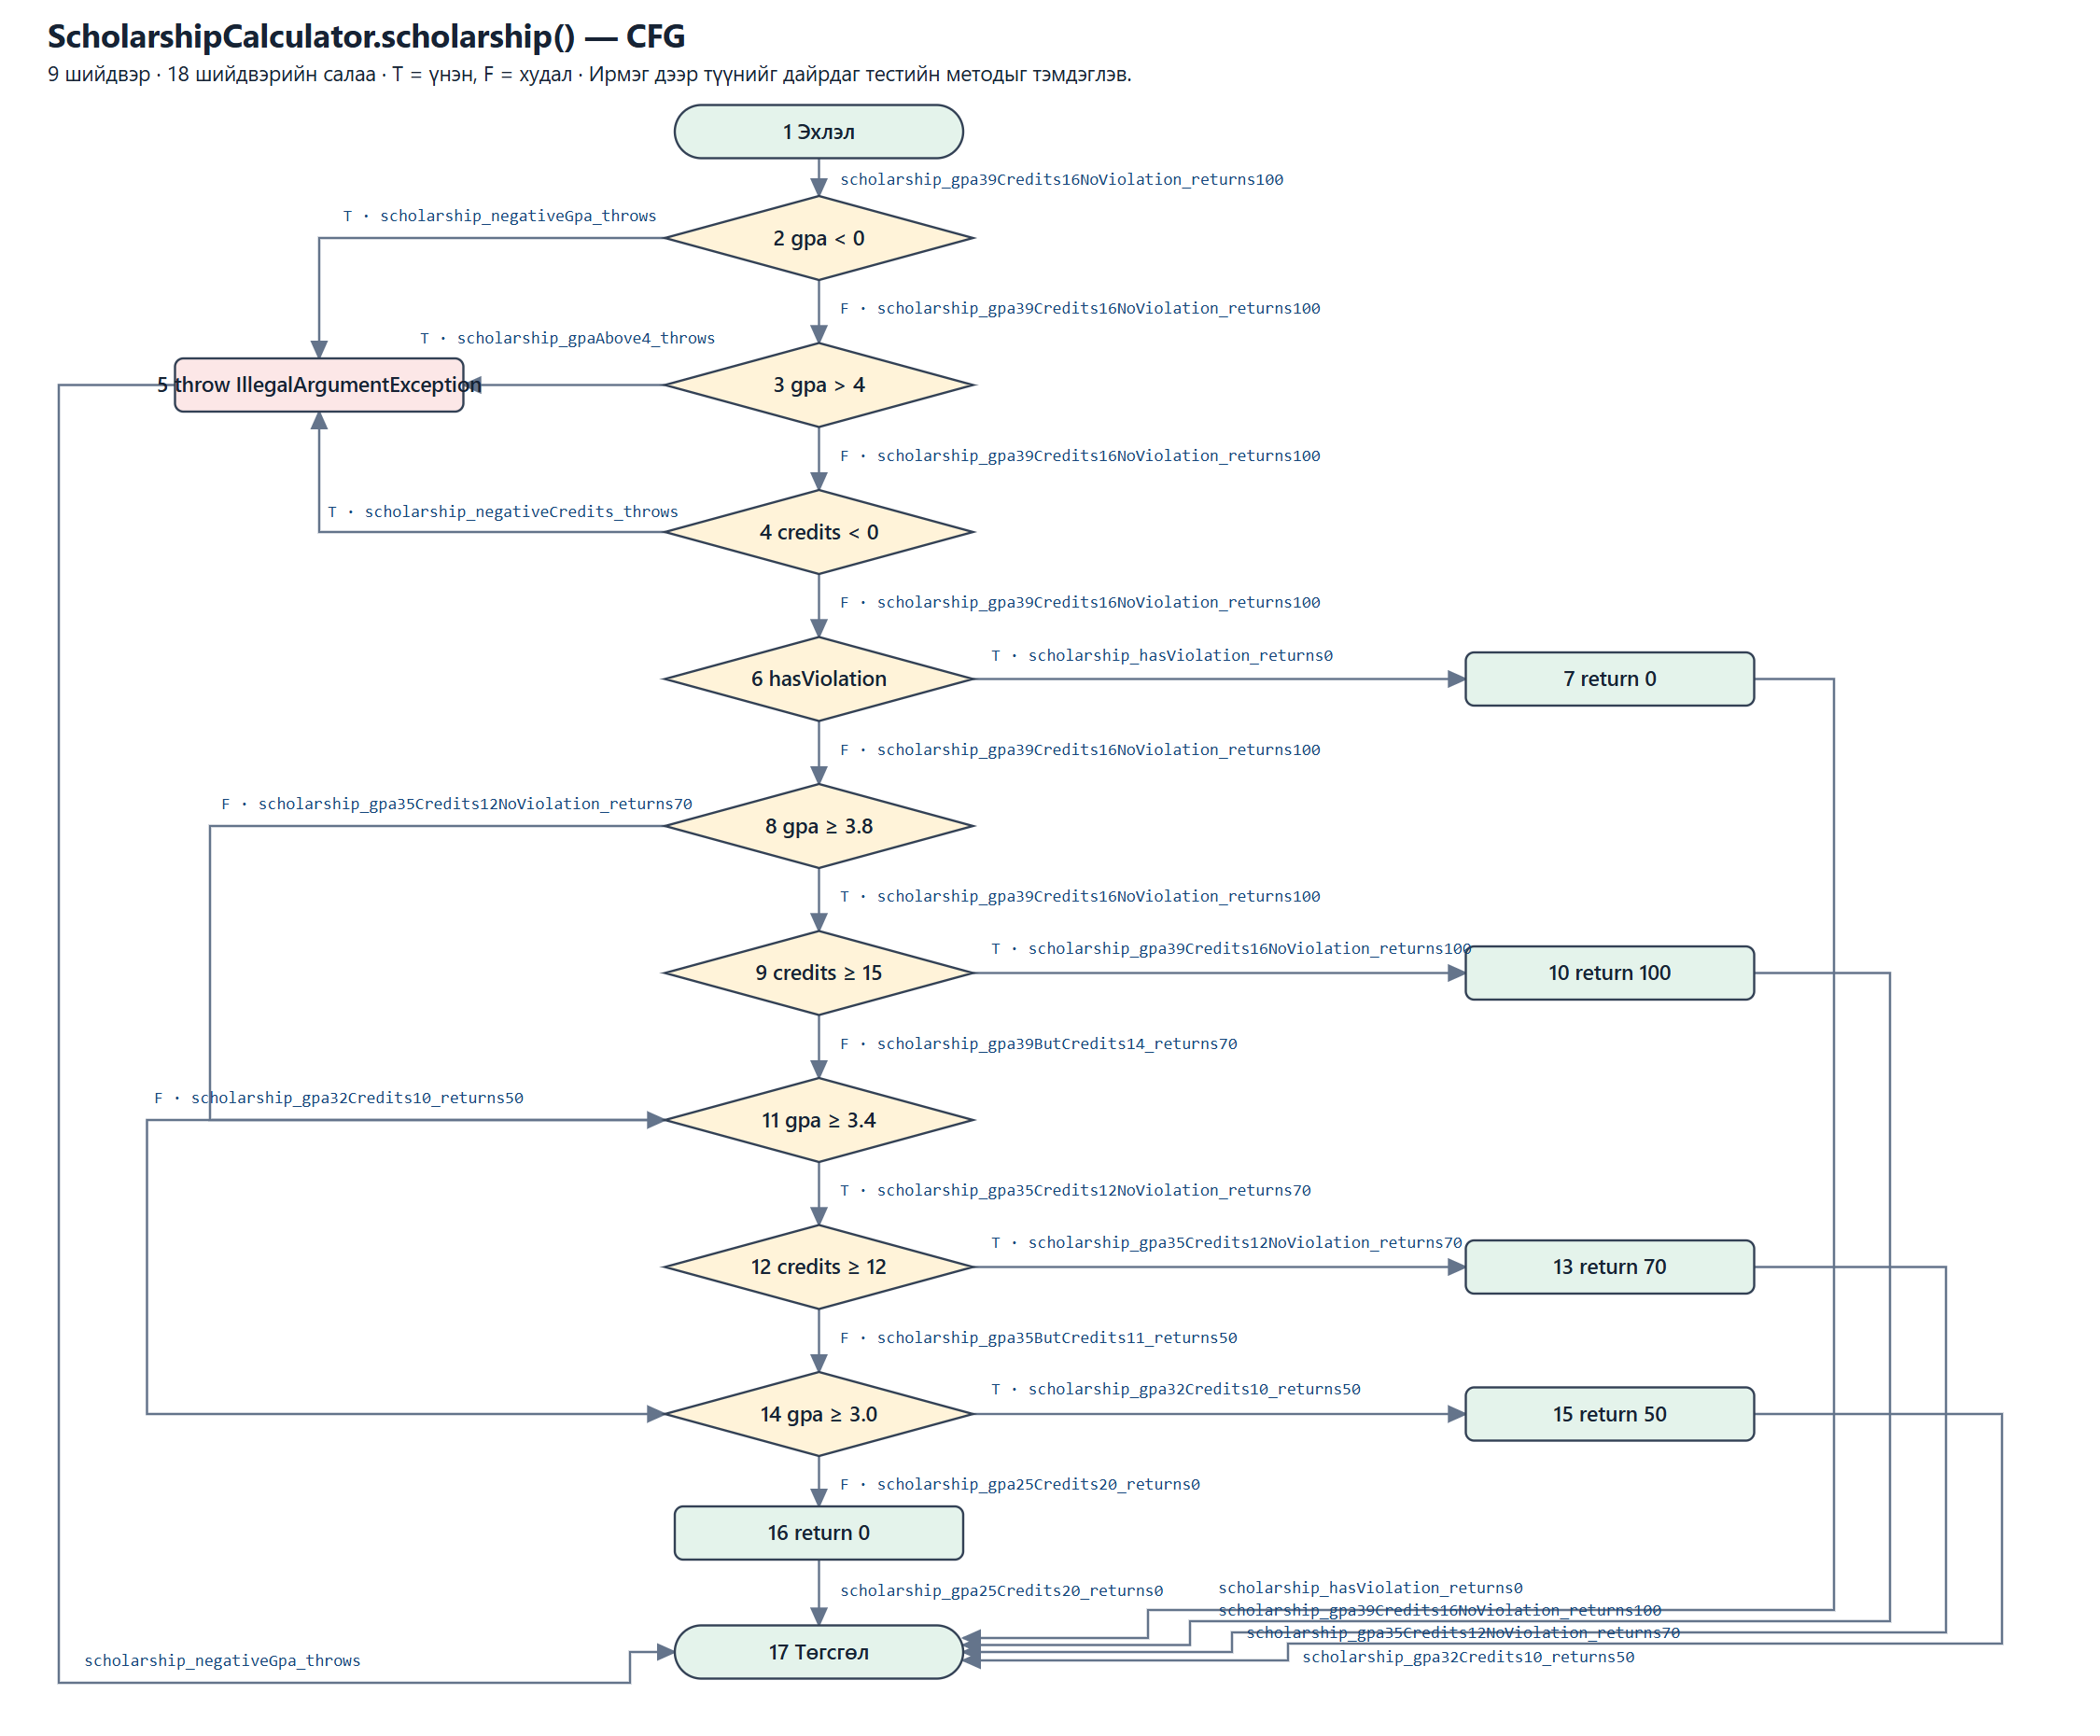 ScholarshipCalculator.scholarship() — CFG
9 шийдвэр · 18 шийдвэрийн салаа · T = үнэн, F = худал · Ирмэг дээр түүнийг дайрдаг тестийн методыг тэмдэглэв.
1 Эхлэл
scholarship_gpa39Credits16NoViolation_returns100
T · scholarship_negativeGpa_throws
2 gpa < 0
F · scholarship_gpa39Credits16NoViolation_returns100
T · scholarship_gpaAbove4_throws
5 throw IllegalArgumentException
3 gpa > 4
F · scholarship_gpa39Credits16NoViolation_returns100
T · scholarship_negativeCredits_throws
4 credits < 0
F · scholarship_gpa39Credits16NoViolation_returns100
T · scholarship_hasViolation_returns0
6 hasViolation
7 return 0
F · scholarship_gpa39Credits16NoViolation_returns100
F · scholarship_gpa35Credits12NoViolation_returns70
8 gpa ≥ 3.8
T · scholarship_gpa39Credits16NoViolation_returns100
T · scholarship_gpa39Credits16NoViolation_returns100
9 credits ≥ 15
10 return 100
F · scholarship_gpa39ButCredits14_returns70
F · scholarship_gpa32Credits10_returns50
11 gpa ≥ 3.4
T · scholarship_gpa35Credits12NoViolation_returns70
T · scholarship_gpa35Credits12NoViolation_returns70
12 credits ≥ 12
13 return 70
F · scholarship_gpa35ButCredits11_returns50
T · scholarship_gpa32Credits10_returns50
14 gpa ≥ 3.0
15 return 50
F · scholarship_gpa25Credits20_returns0
16 return 0
scholarship_gpa25Credits20_returns0
scholarship_hasViolation_returns0
scholarship_gpa39Credits16NoViolation_returns100
scholarship_gpa35Credits12NoViolation_returns70
scholarship_gpa32Credits10_returns50
17 Төгсгөл
scholarship_negativeGpa_throws